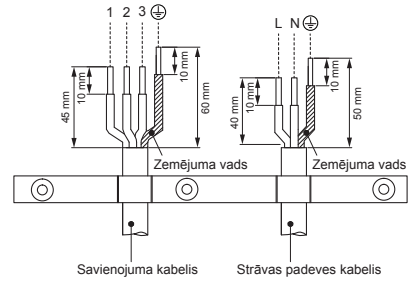 1 2 3
L N
10 mm
45 mm
10 mm
60 mm
10 mm
40 mm
10 mm
50 mm
Zemējuma vads
Zemējuma vads
Savienojuma kabelis
Strāvas padeves kabelis